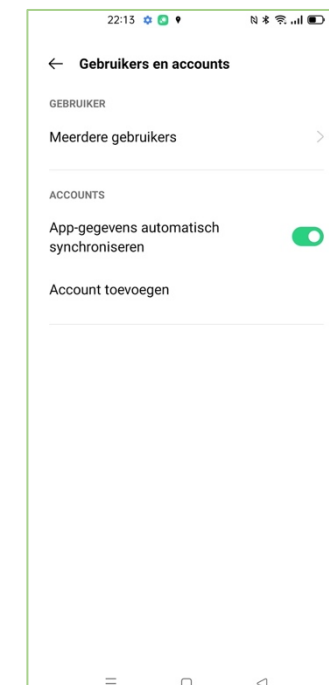 22:13
Gebruikers en accounts
GEBRUIKER
Meerdere gebruikers
ACCOUNTS
App-gegevens automatisch
synchroniseren
Account toevoegen